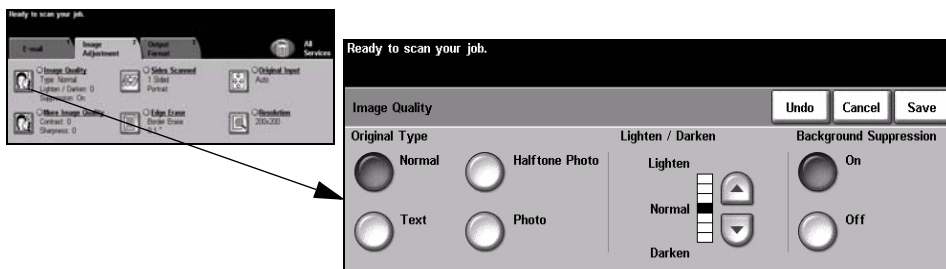 Ready to scan your job.
E-mail
Image Adjustment
Output Format
All Services
Image Quality
Type: Normal
Lighten / Darken: 0
Suppression: On
Sides Scanned
1 Sided
Portrait
Original Input
Auto
More Image Quality
Contrast: 0
Sharpness: 0
Edge Erase
Border Erase
Resolution
200x200
Ready to scan your job.
Image Quality
Undo
Cancel
Save
Original Type
Lighten / Darken
Background Suppression
Normal
Halftone Photo
Lighten
On
Text
Photo
Normal
Off
Darken